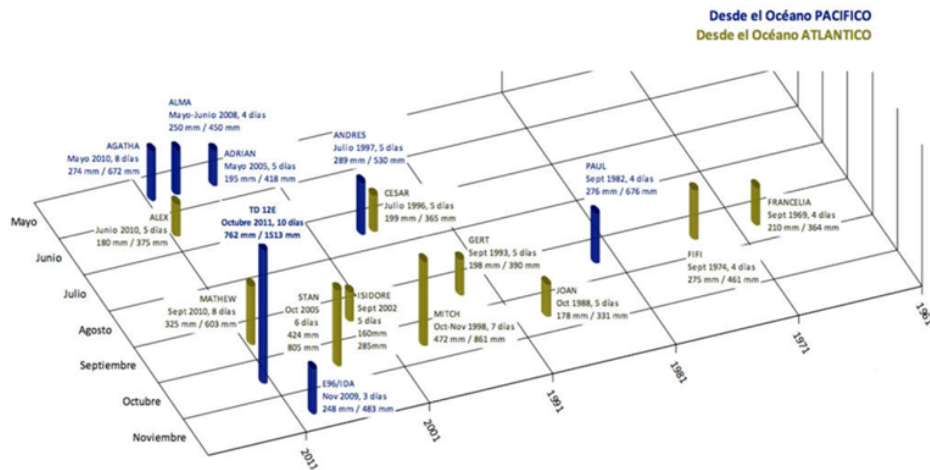 Desde el Océano PACIFICO
Desde el Océano ATLANTICO
ALMA
Mayo-Junio 2008, 4 días
250 mm / 450 mm
AGATHA
Mayo 2010, 8 días
274 mm / 672 mm
ADRIAN
Mayo 2005, 5 días
195 mm / 418 mm
ANDRES
Julio 1997, 5 días
289 mm / 530 mm
CESAR
Julio 1996, 5 días
199 mm / 365 mm
PAUL
Sept 1982, 4 días
276 mm / 676 mm
FRANCELIA
Sept 1969, 4 días
210 mm / 364 mm
ALEX
Junio 2010, 5 días
180 mm / 375 mm
TD 12E
Octubre 2011, 10 días
762 mm / 1513 mm
GERT
Sept 1993, 5 días
198 mm / 390 mm
FIFI
Sept 1974, 4 días
275 mm / 461 mm
MATHEW
Sept 2010, 8 días
325 mm / 603 mm
STAN
Oct 2005
6 días
424 mm
805 mm
ISIDORE
Sept 2002
5 días
160mm
285mm
MITCH
Oct-Nov 1998, 7 días
472 mm / 861 mm
JOAN
Oct 1988, 5 días
178 mm / 331 mm
E96/IDA
Nov 2009, 3 días
248 mm / 483 mm
Mayo
Junio
Julio
Agosto
Septiembre
Octubre
Noviembre
2011
2001
1991
1981
1971
1961